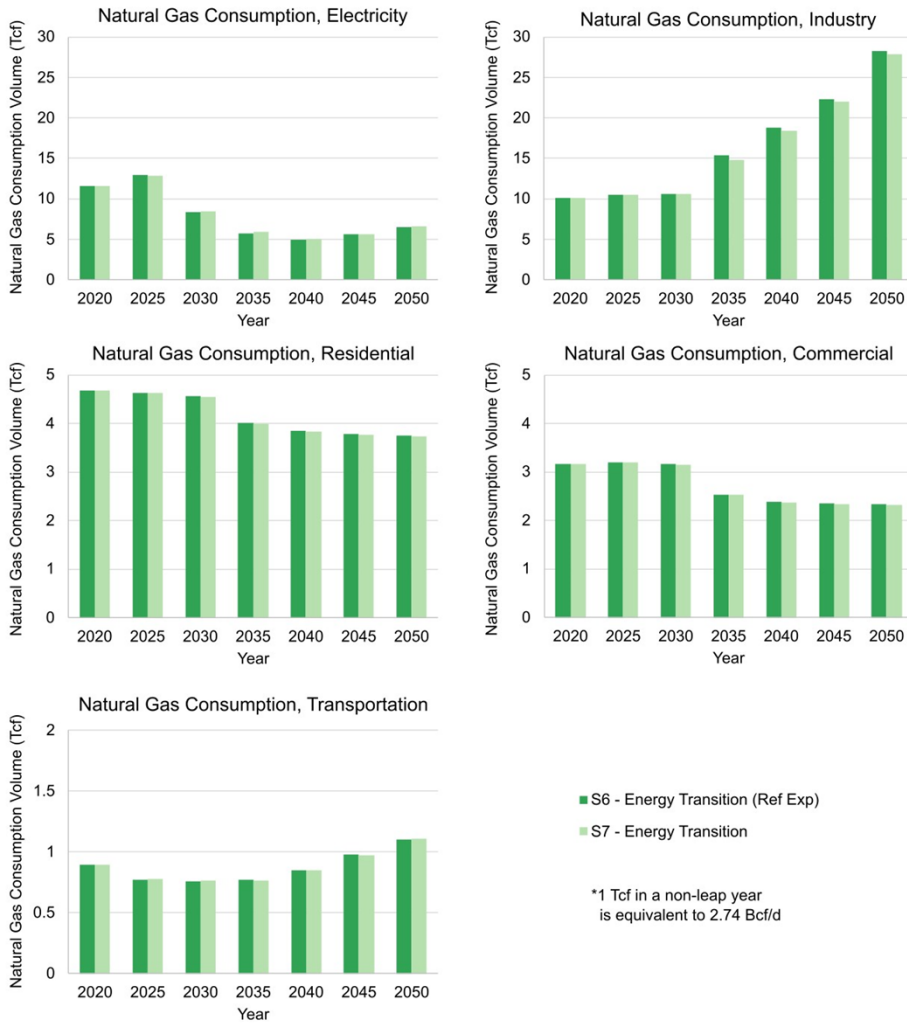 Natural Gas Consumption, Electricity
Natural Gas Consumption Volume (Tcf)
30
25
20
15
10
5
0
2020 2025 2030 2035 2040 2045 2050
Year
Natural Gas Consumption, Industry
Natural Gas Consumption Volume (Tcf)
30
25
20
15
10
5
0
2020 2025 2030 2035 2040 2045 2050
Year
Natural Gas Consumption, Residential
Natural Gas Consumption Volume (Tcf)
5
4
3
2
1
0
2020 2025 2030 2035 2040 2045 2050
Year
Natural Gas Consumption, Commercial
Natural Gas Consumption Volume (Tcf)
5
4
3
2
1
0
2020 2025 2030 2035 2040 2045 2050
Year
Natural Gas Consumption, Transportation
Natural Gas Consumption Volume (Tcf)
2
1.5
1
0.5
0
2020 2025 2030 2035 2040 2045 2050
Year
S6 - Energy Transition (Ref Exp)
S7 - Energy Transition
*1 Tcf in a non-leap year
is equivalent to 2.74 Bcf/d